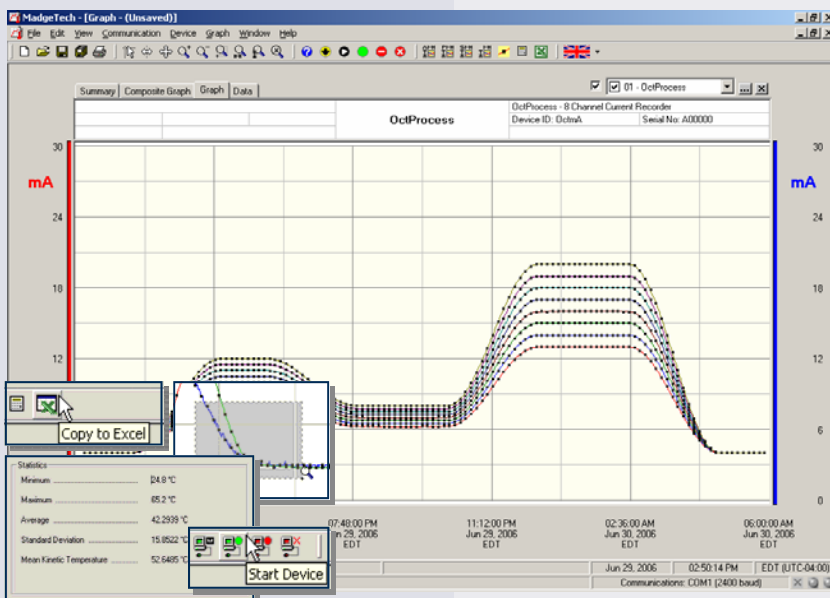 MadgeTech - [Graph - (Unsaved)]
File Edit View Communication Device Graph Window Help
Summary Composite Graph Graph Data
01 - OctProcess
OctProcess
OctProcess - 8 Channel Current Recorder
Device ID: OctmA Serial No: A00000
30 30
mA mA
24 24
18 18
12 12
6
0
Copy to Excel
Statistics
Minimum 24.8 °C
Maximum 65.2 °C
Average 42.2939 °C
Standard Deviation 15.8522 °C
Mean Kinetic Temperature 52.6485 °C
Start Device
07:48:00 PM 11:12:00 PM 02:36:00 AM 06:00:00 AM
n 29, 2006 Jun 29, 2006 Jun 30, 2006 Jun 30, 2006
EDT EDT EDT EDT
Jun 29, 2006 02:50:14 PM EDT (UTC-04:00)
Communications: COM1 (2400 baud)